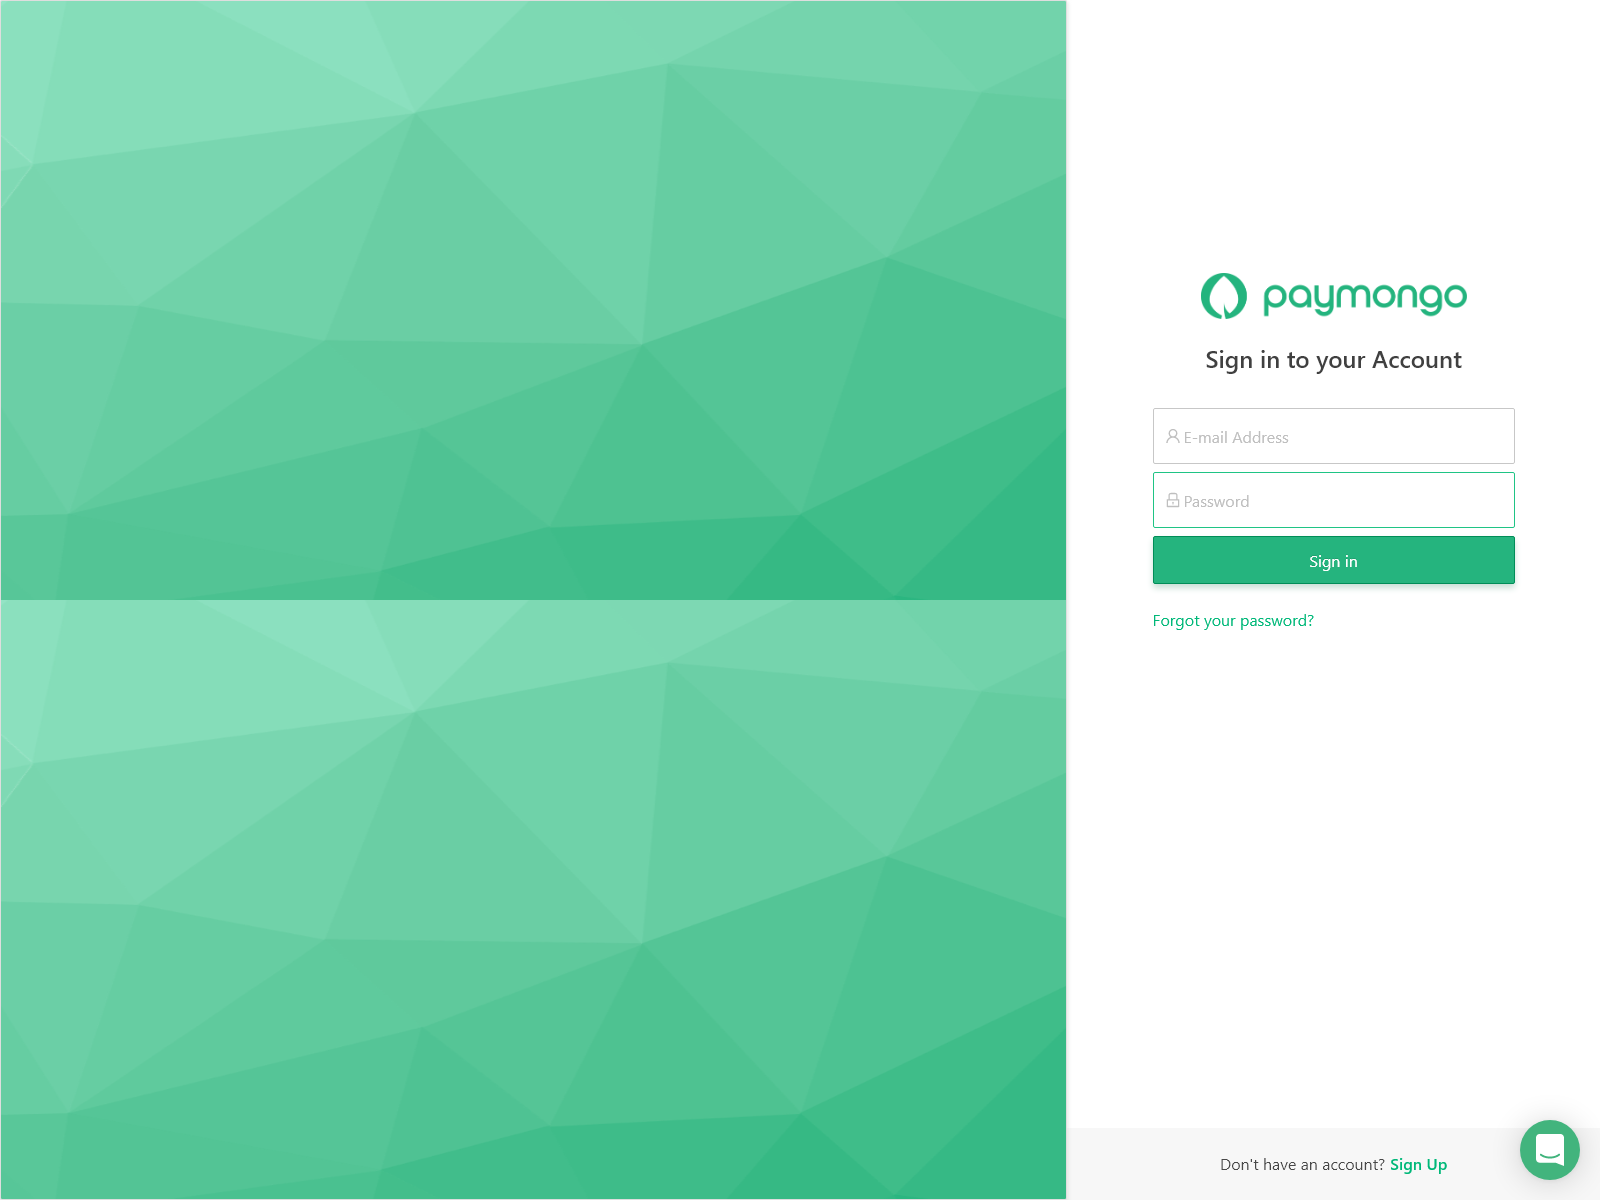 paymongo
Sign in to your Account
E-mail Address
Password
Sign in
Forgot your password?
Don't have an account? Sign Up